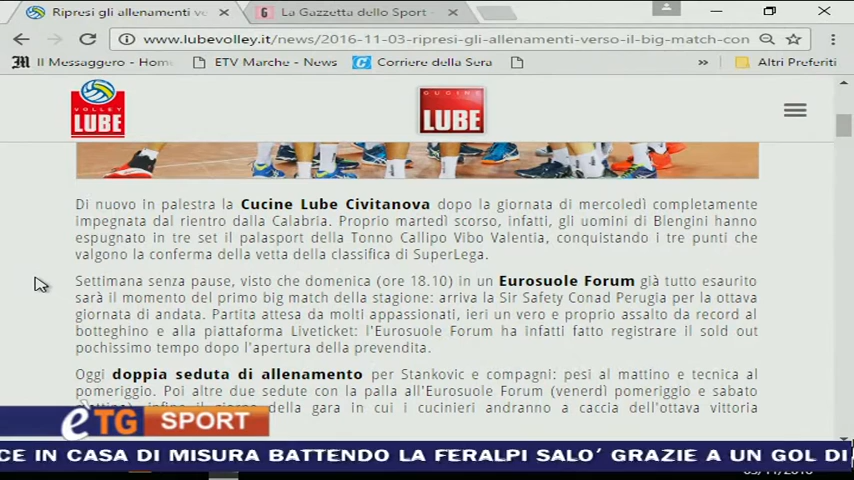 Ripresi gli allenamenti ve
La Gazzetta dello Sport -
www.lubevolley.it/news/2016-11-03-ripresi-gli-allenamenti-verso-il-big-match-con
Il Messaggero - Home
ETV Marche - News
Corriere della Sera
»
Altri Preferiti
VOLLEY
LUBE
CUCINE
LUBE
Di nuovo in palestra la Cucine Lube Civitanova dopo la giornata di mercoledì completamente
impegnata dal rientro dalla Calabria. Proprio martedì scorso, infatti, gli uomini di Blengini hanno
espugnato in tre set il palasport della Tonno Callipo Vibo Valentia, conquistando i tre punti che
valgono la conferma della vetta della classifica di SuperLega.
Settimana senza pause, visto che domenica (ore 18.10) in un Eurosuole Forum già tutto esaurito
sarà il momento del primo big match della stagione: arriva la Sir Safety Conad Perugia per la ottava
giornata di andata. Partita attesa da molti appassionati, ieri un vero e proprio assalto da record al
botteghino e alla piattaforma Liveticket: l'Eurosuole Forum ha infatti fatto registrare il sold out
pochissimo tempo dopo l'apertura della prevendita.
Oggi doppia seduta di allenamento per Stankovic e compagni: pesi al mattino e tecnica al
pomeriggio. Poi altre due sedute con la palla all'Eurosuole Forum (venerdì pomeriggio e sabato
della gara in cui i cucinieri andranno a caccia dell'ottava vittoria
eTG SPORT
CE IN CASA DI MISURA BATTENDO LA FERALPI SALO´ GRAZIE A UN GOL DI